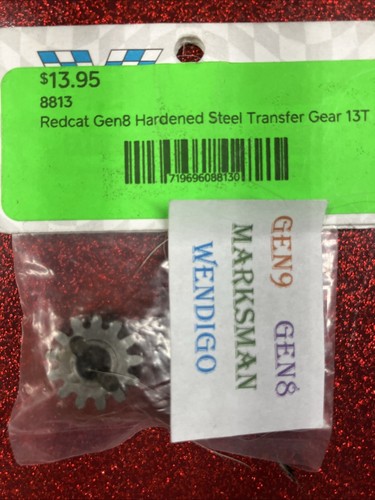 $13.95
8813
Redcat Gen8 Hardened Steel Transfer Gear 13T
719696088130
GEN9 GEN8
MARKSMAN
WENDIGO